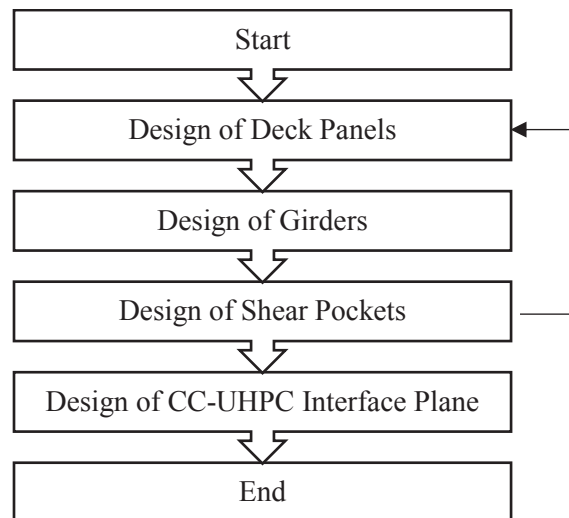 Start
Design of Deck Panels
Design of Girders
Design of Shear Pockets
Design of CC-UHPC Interface Plane
End